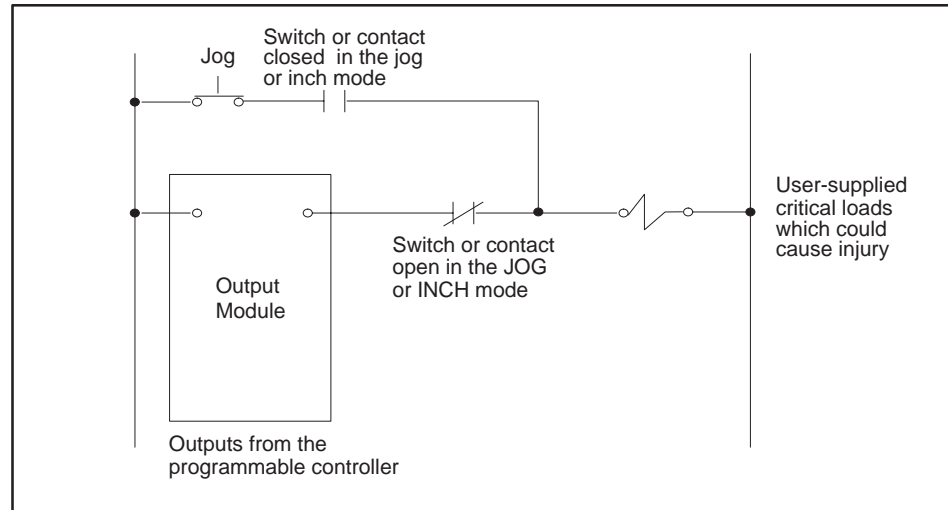 Jog
Switch or contact
closed in the jog
or inch mode
User-supplied
critical loads
which could
cause injury
Switch or contact
open in the JOG
or INCH mode
Output
Module
Outputs from the
programmable controller